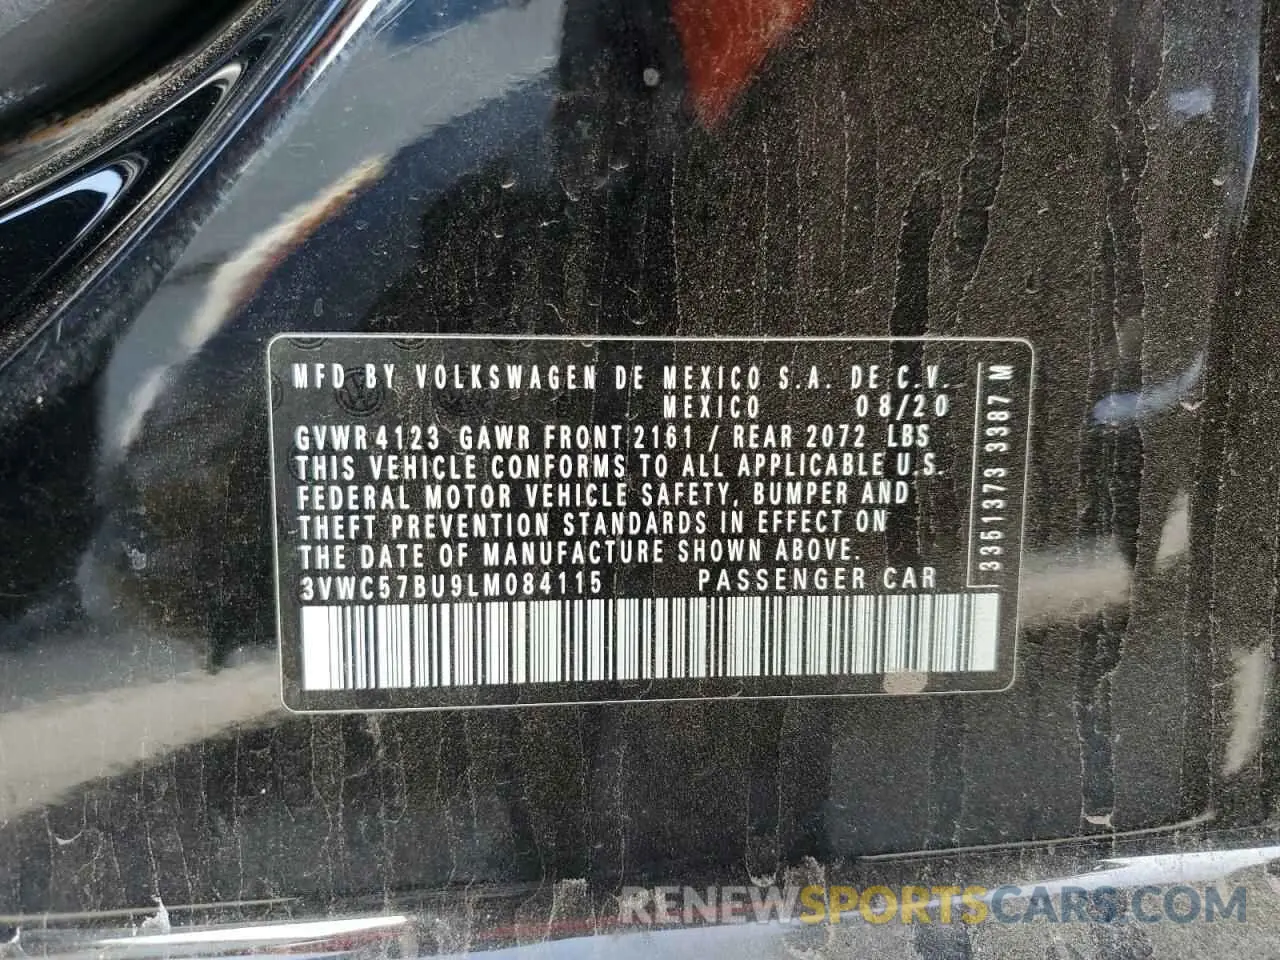 MFD BY VOLKSWAGEN DE MEXICO S.A. DE C.V.
MEXICO 08/20
GVWR 4123 GAWR FRONT 2161 / REAR 2072 LBS
THIS VEHICLE CONFORMS TO ALL APPLICABLE U.S.
FEDERAL MOTOR VEHICLE SAFETY, BUMPER AND
THEFT PREVENTION STANDARDS IN EFFECT ON
THE DATE OF MANUFACTURE SHOWN ABOVE.
3VWC57BU9LM084115 PASSENGER CAR
3351373 3387 M
RENEWSPORTSCARS.COM